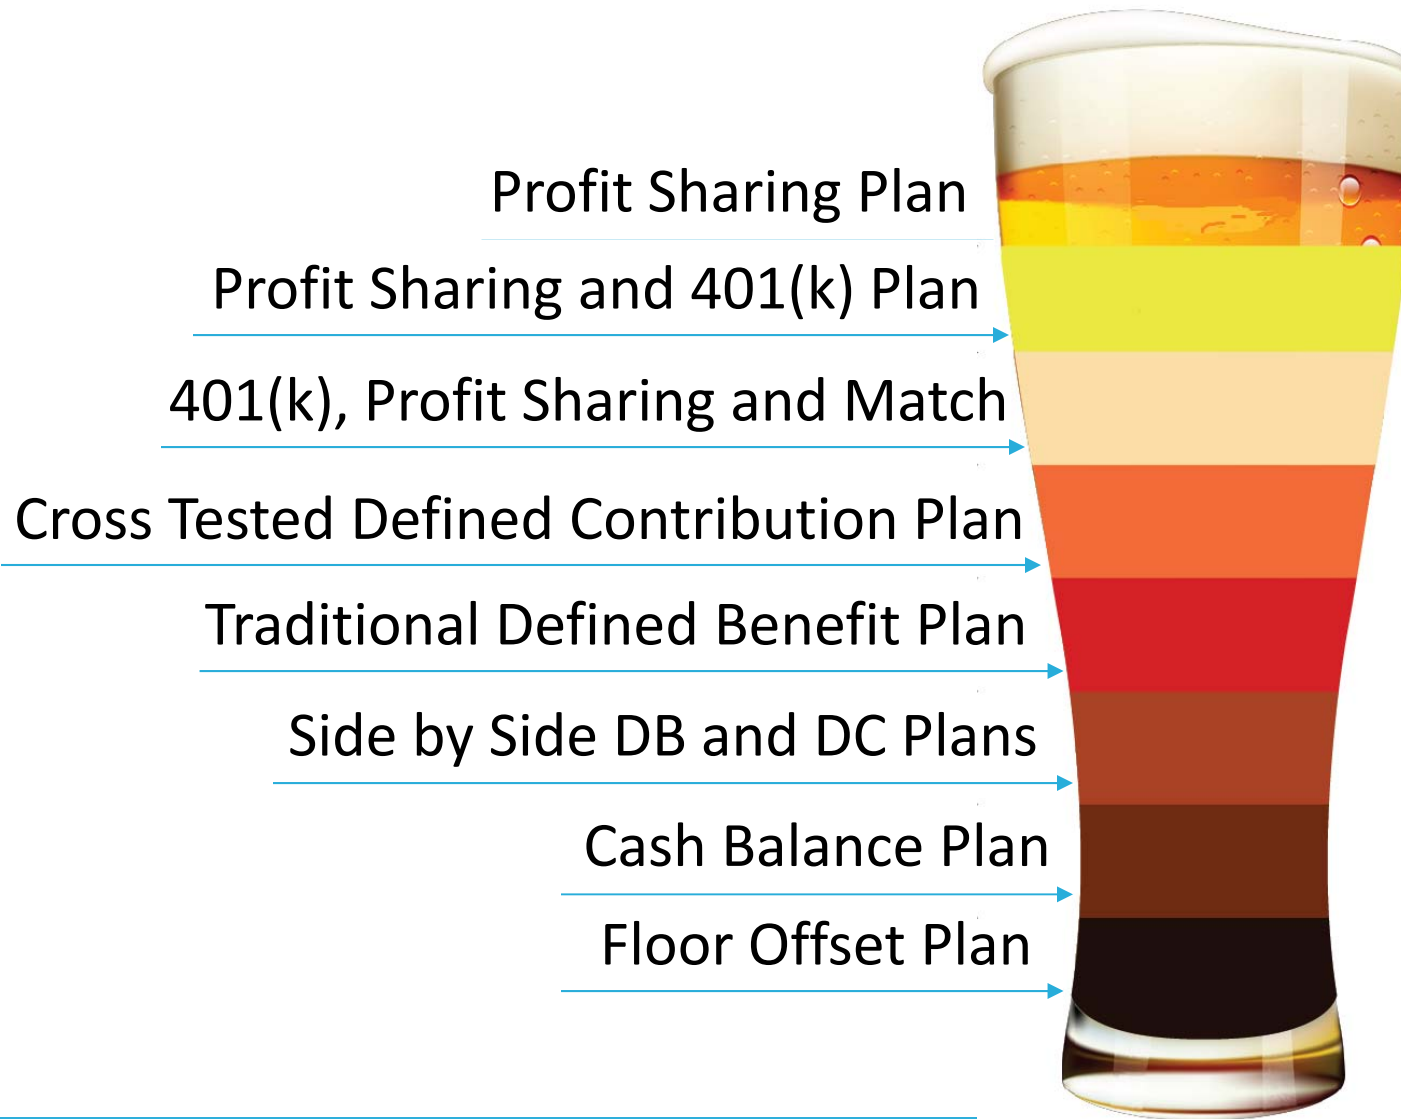 Profit Sharing Plan
Profit Sharing and 401(k) Plan
401(k), Profit Sharing and Match
Cross Tested Defined Contribution Plan
Traditional Defined Benefit Plan
Side by Side DB and DC Plans
Cash Balance Plan
Floor Offset Plan